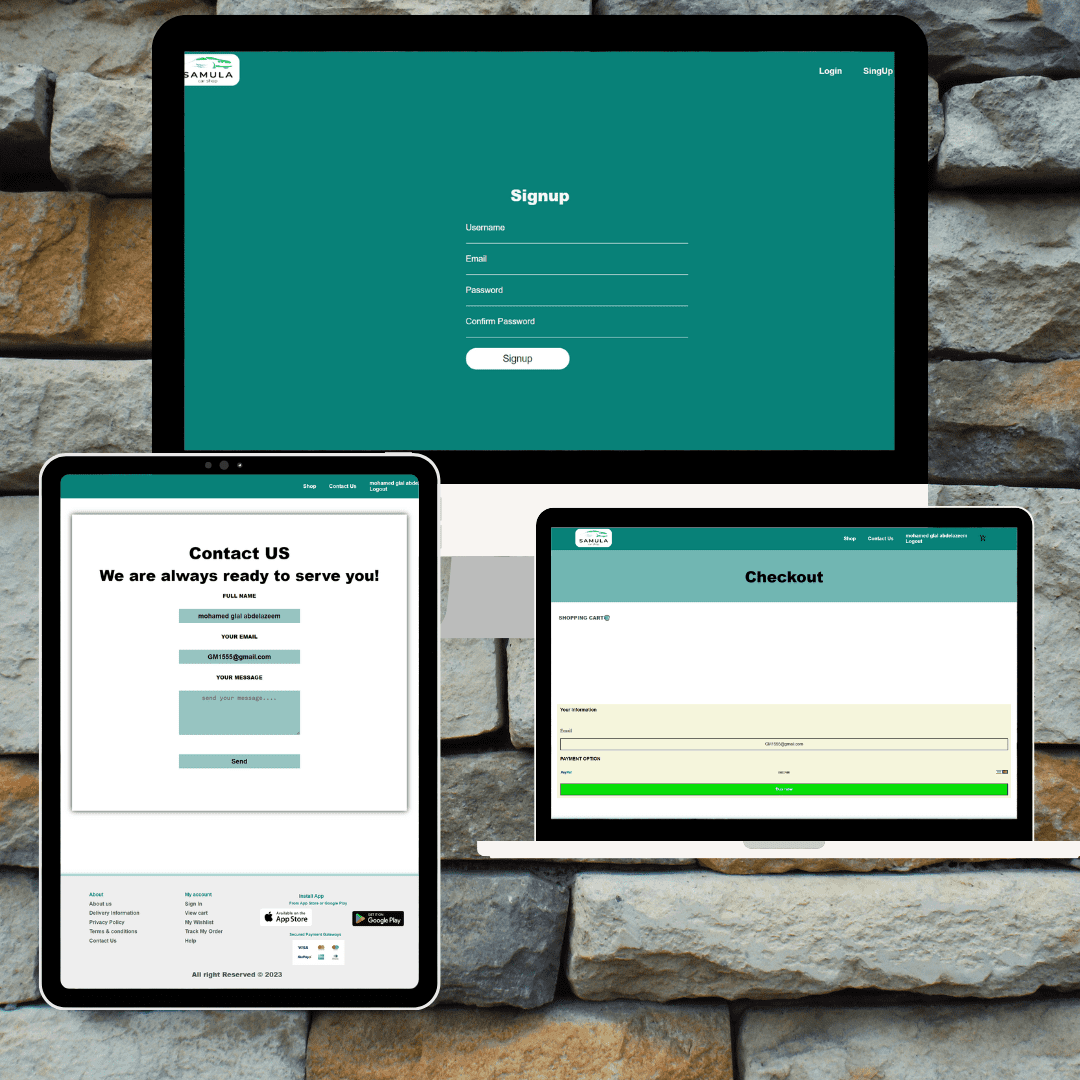 SAMULA
car shop
Login
SingUp
Signup
Username
Email
Password
Confirm Password
Signup
Shop
Contact Us
mohamed glal abde
Logout
Contact US
We are always ready to serve you!
FULL NAME
mohamed glal abdelazeem
YOUR EMAIL
GM1555@gmail.com
YOUR MESSAGE
send your message....
Send
About
About us
Delivery Information
Privacy Policy
Terms & conditions
Contact Us
My account
Sign in
View cart
My Wishlist
Track My Order
Help
Install App
From App Store or Google Play
Available on the
App Store
GET IT ON
Google Play
Secured Payment Gateways
VISA
All right Reserved © 2023
SAMULA
Shop
Contact Us
mohamed glal abdelazeem
Logout
Checkout
SHOPPING CART
Your Information
Email
GM1555@gmail.com
PAYMENT OPTION
PayPal